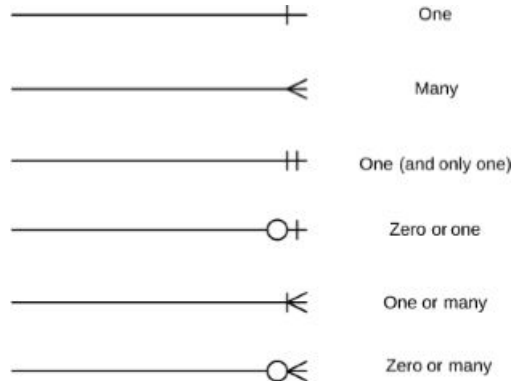 One
Many
One (and only one)
Zero or one
One or many
Zero or many